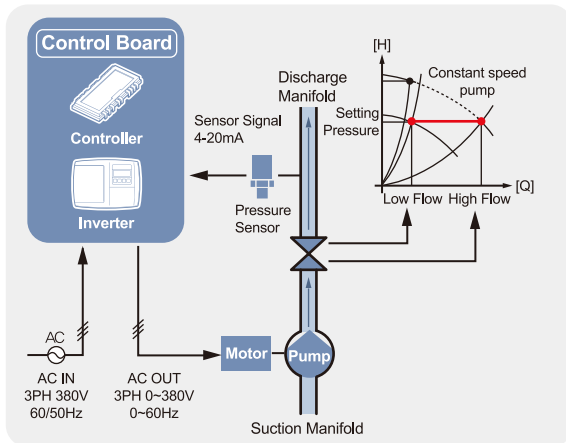 Control Board
Controller
Inverter
Sensor Signal
4-20mA
Discharge
Manifold
Pressure
Sensor
[H]
Constant speed
pump
Setting
Pressure
[Q]
Low Flow
High Flow
AC
AC IN
3PH 380V
60/50Hz
AC OUT
3PH 0~380V
0~60Hz
Motor
Pump
Suction Manifold